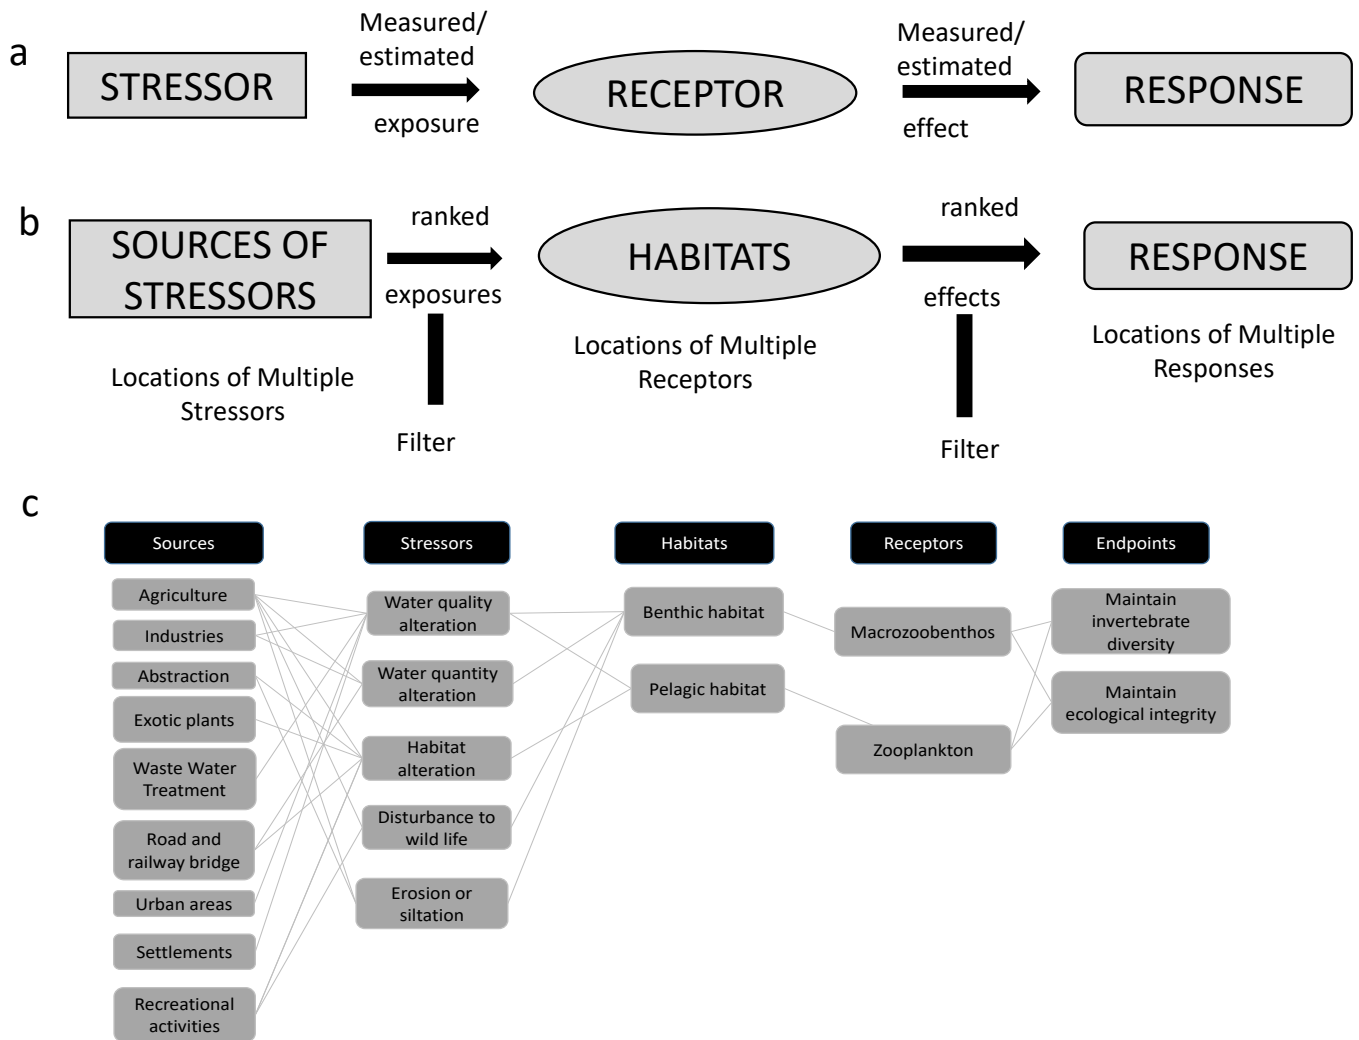 a
STRESSOR
Measured/
estimated
exposure
RECEPTOR
Measured/
estimated
effect
RESPONSE
b
SOURCES OF
STRESSORS
Locations of Multiple
Stressors
ranked
exposures
Filter
HABITATS
Locations of Multiple
Receptors
ranked
effects
Filter
RESPONSE
Locations of Multiple
Responses
c
Sources
Agriculture
Industries
Abstraction
Exotic plants
Waste Water
Treatment
Road and
railway bridge
Urban areas
Settlements
Recreational
activities
Stressors
Water quality
alteration
Water quantity
alteration
Habitat
alteration
Disturbance to
wild life
Erosion or
siltation
Habitats
Benthic habitat
Pelagic habitat
Receptors
Macrozoobenthos
Zooplankton
Endpoints
Maintain
invertebrate
diversity
Maintain
ecological integrity